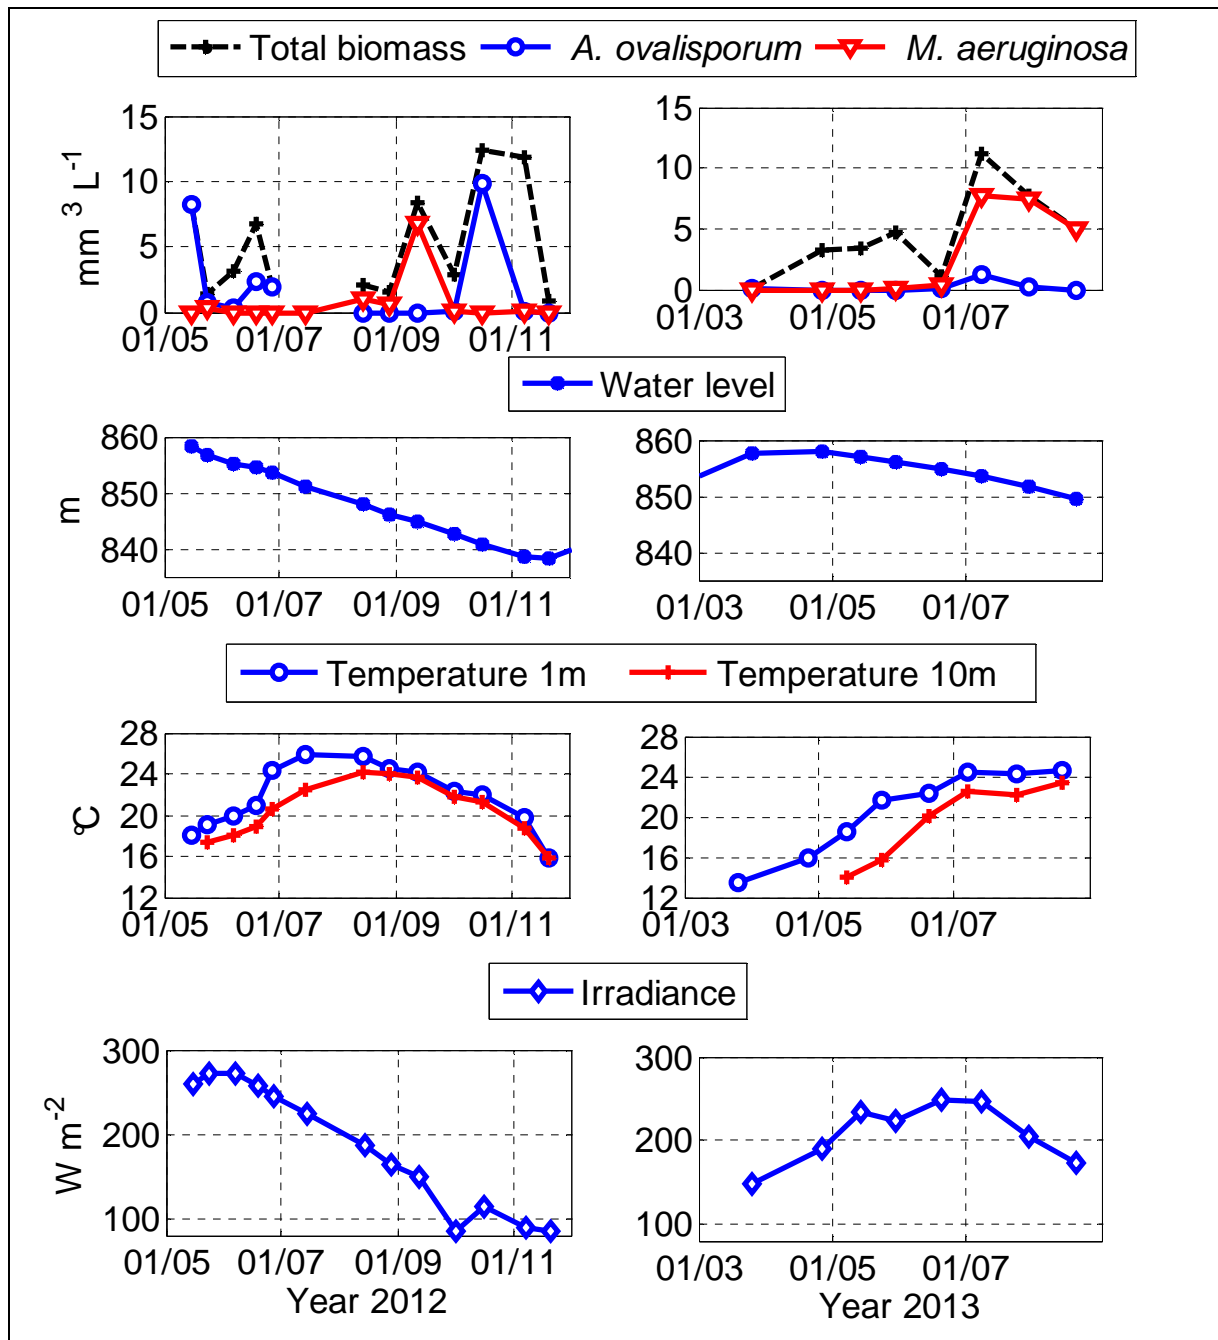 Total biomass A. ovalisporum M. aeruginosa
15
10
5
0
mm 3 L-1
01/05 01/07 01/09 01/11
15
10
5
0
01/03 01/05 01/07
Water level
860
850
840
m
01/05 01/07 01/09 01/11
860
850
840
01/03 01/05 01/07
Temperature 1m Temperature 10m
28
24
20
16
12
°C
01/05 01/07 01/09 01/11
28
24
20
16
12
01/03 01/05 01/07
Irradiance
300
200
100
W m-2
01/05 01/07 01/09 01/11
Year 2012
300
200
100
01/03 01/05 01/07
Year 2013